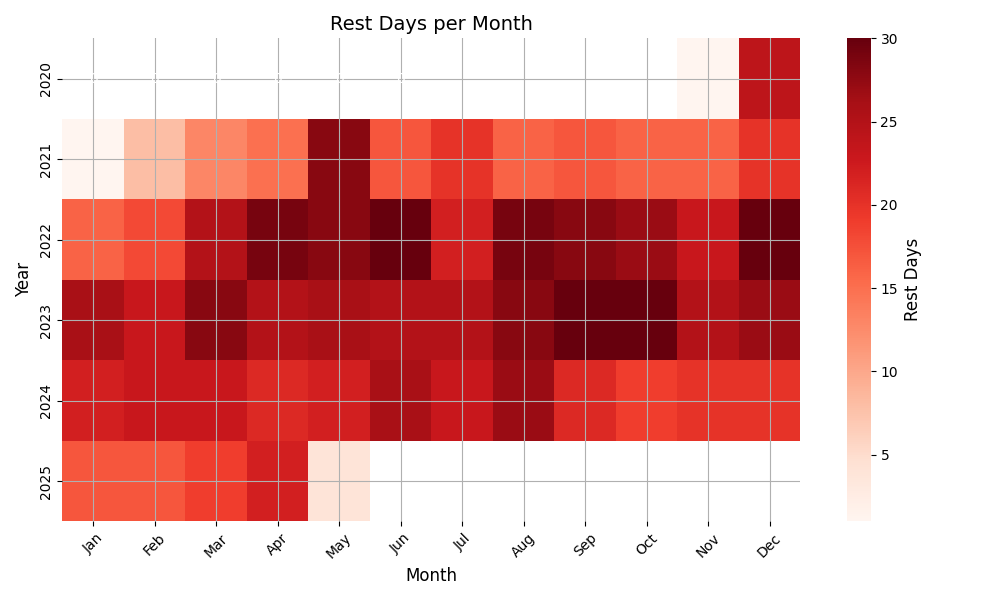 Rest Days per Month
2020
2021
2022
2023
2024
2025
Year
Jan
Feb
Mar
Apr
May
Jun
Jul
Aug
Sep
Oct
Nov
Dec
Month
30
25
20
15
10
5
Rest Days